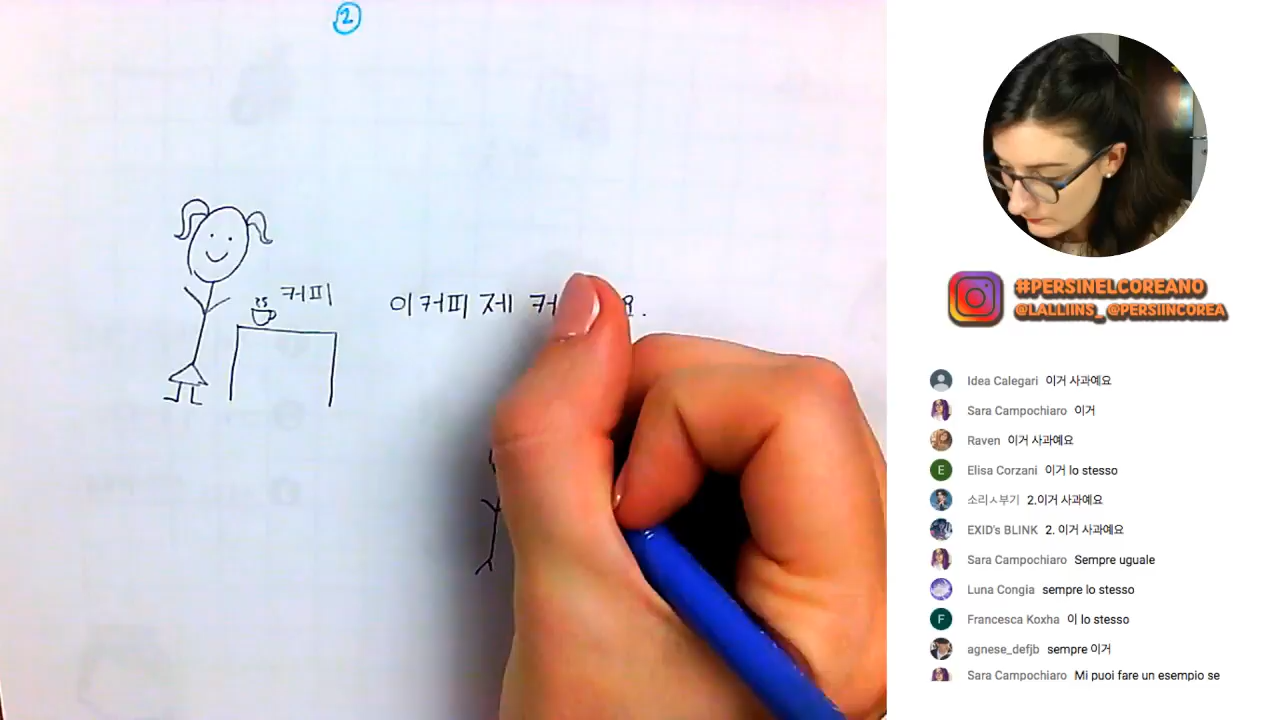 2
커피
이 커피 제 커 요.
#PERSINELCOREANO
@LALLIINS_ @PERSIINCOREA
Idea Calegari 이거 사과예요
Sara Campochiaro 이거
Raven 이거 사과예요
E Elisa Corzani 이거 lo stesso
소리ㅅ부기 2.이거 사과예요
EXID's BLINK 2. 이거 사과예요
Sara Campochiaro Sempre uguale
Luna Congia sempre lo stesso
F Francesca Koxha 이 lo stesso
agnese_defjb sempre 이거
Sara Campochiaro Mi puoi fare un esempio se